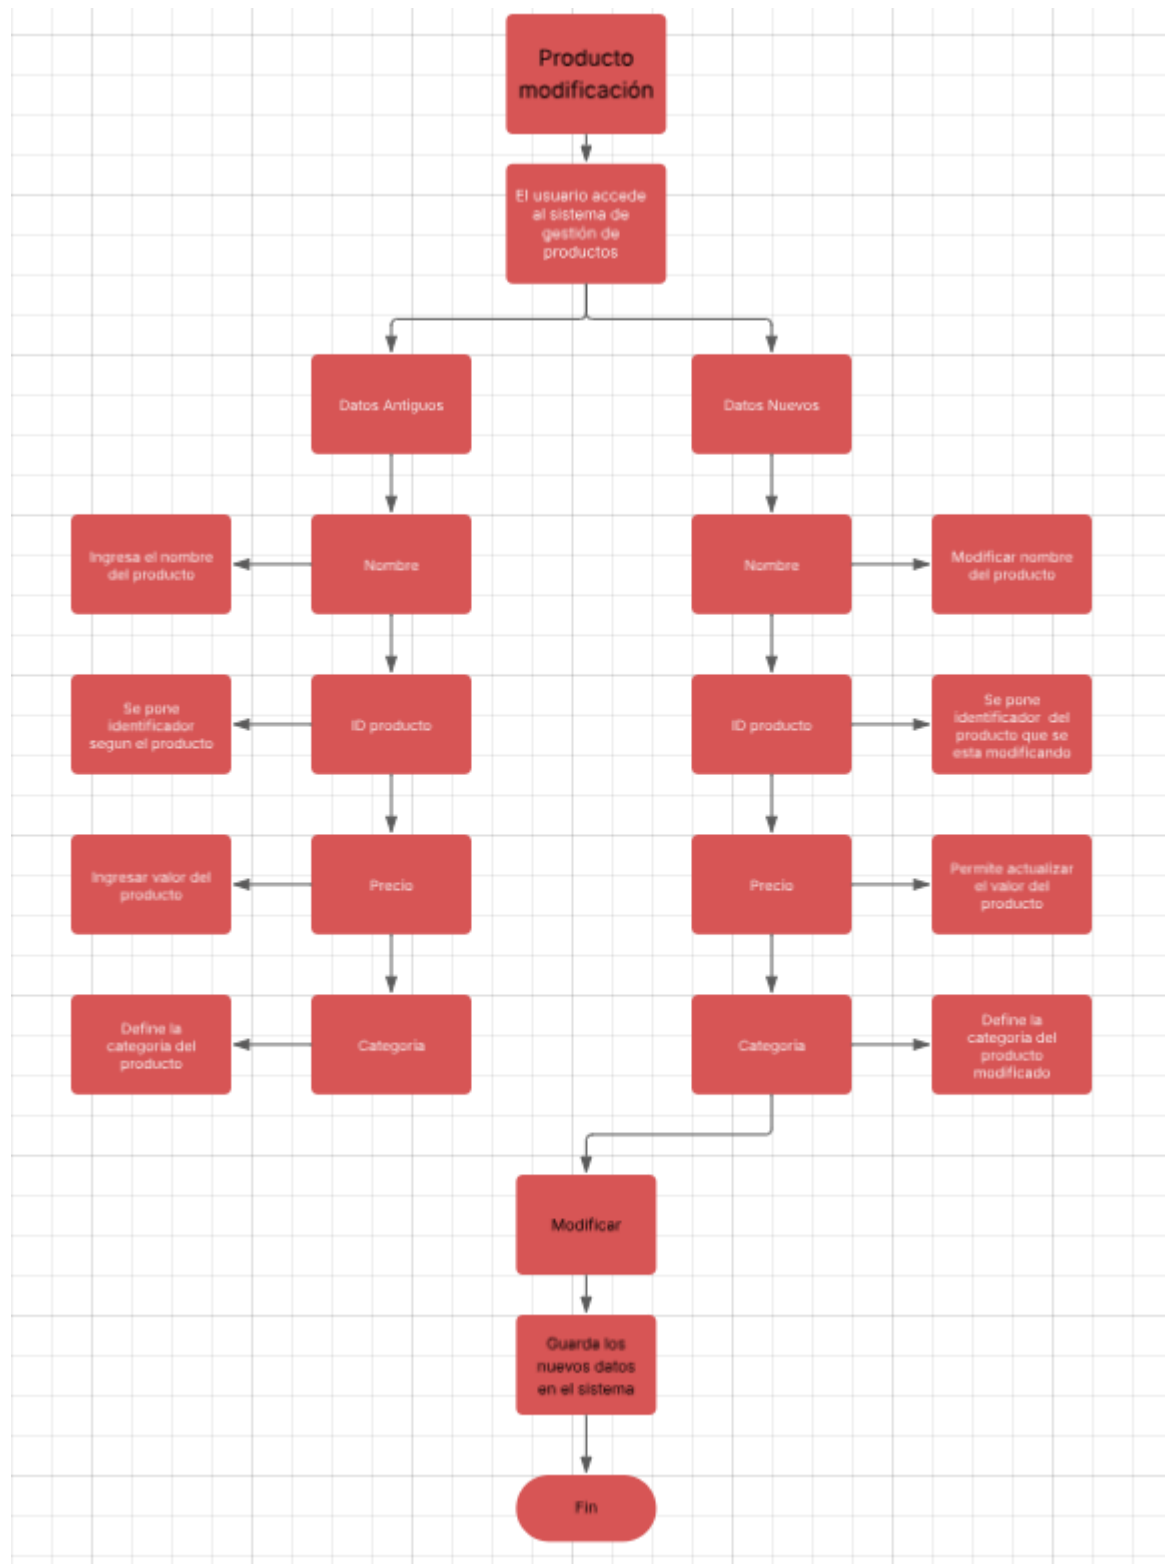 Producto
modificación
El usuario accede
al sistema de
gestión de
productos
Datos Antiguos
Datos Nuevos
Ingresa el nombre
del producto
Nombre
Nombre
Modificar nombre
del producto
Se pone
identificador
segun el producto
ID producto
ID producto
Se pone
identificador del
producto que se
esta modificando
Ingresar valor del
producto
Precio
Precio
Permite actualizar
el valor del
producto
Define la
categoria del
producto
Categoria
Categoria
Define la
categoria del
producto
modificado
Modificar
Guarda los
nuevos datos
en el sistema
Fin